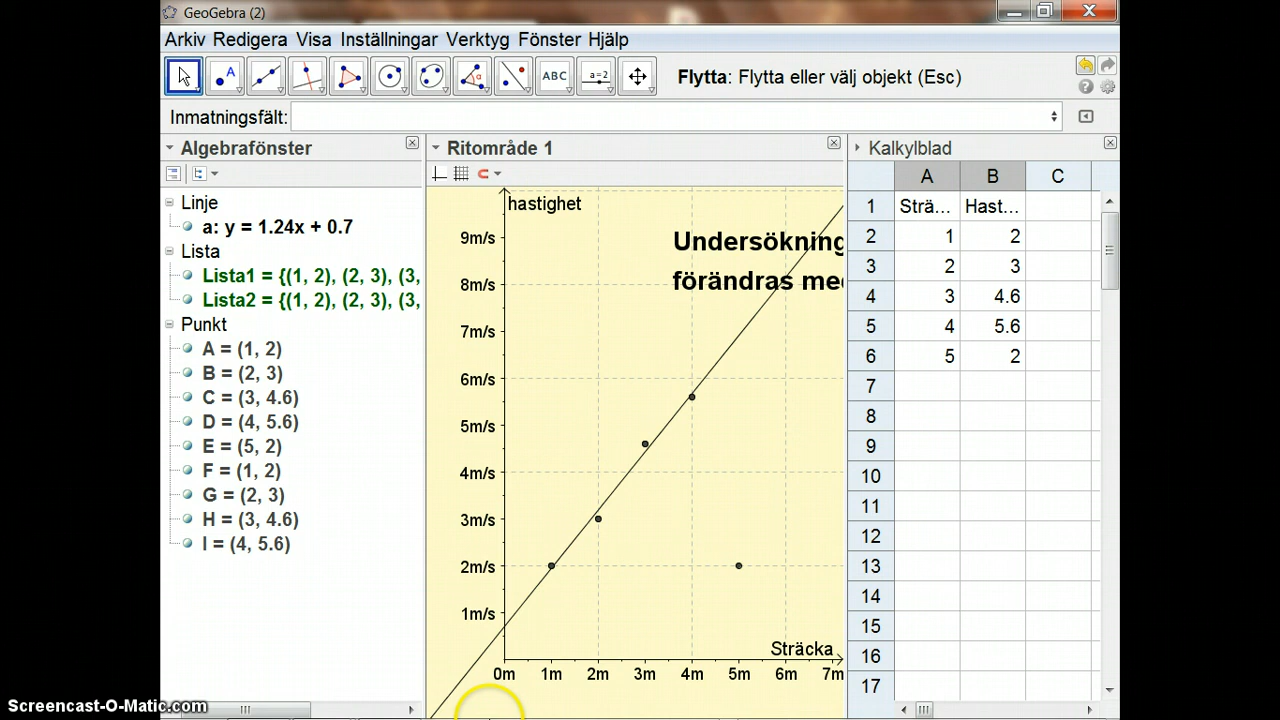 GeoGebra (2)
Arkiv Redigera Visa Inställningar Verktyg Fönster Hjälp
A
ABC
a=2
Flytta: Flytta eller välj objekt (Esc)
Inmatningsfält:
Algebrafönster
Linje
a: y = 1.24x + 0.7
Lista
Lista1 = {(1, 2), (2, 3), (3,
Lista2 = {(1, 2), (2, 3), (3,
Punkt
A = (1, 2)
B = (2, 3)
C = (3, 4.6)
D = (4, 5.6)
E = (5, 2)
F = (1, 2)
G = (2, 3)
H = (3, 4.6)
I = (4, 5.6)
Ritområde 1
hastighet
Undersökning
förändras med
9m/s
8m/s
7m/s
6m/s
5m/s
4m/s
3m/s
2m/s
1m/s
Sträcka
0m 1m 2m 3m 4m 5m 6m 7m
Kalkylblad
A B C
1 Strä... Hast...
2 1 2
3 2 3
4 3 4.6
5 4 5.6
6 5 2
7
8
9
10
11
12
13
14
15
16
17
Screencast-O-Matic.com